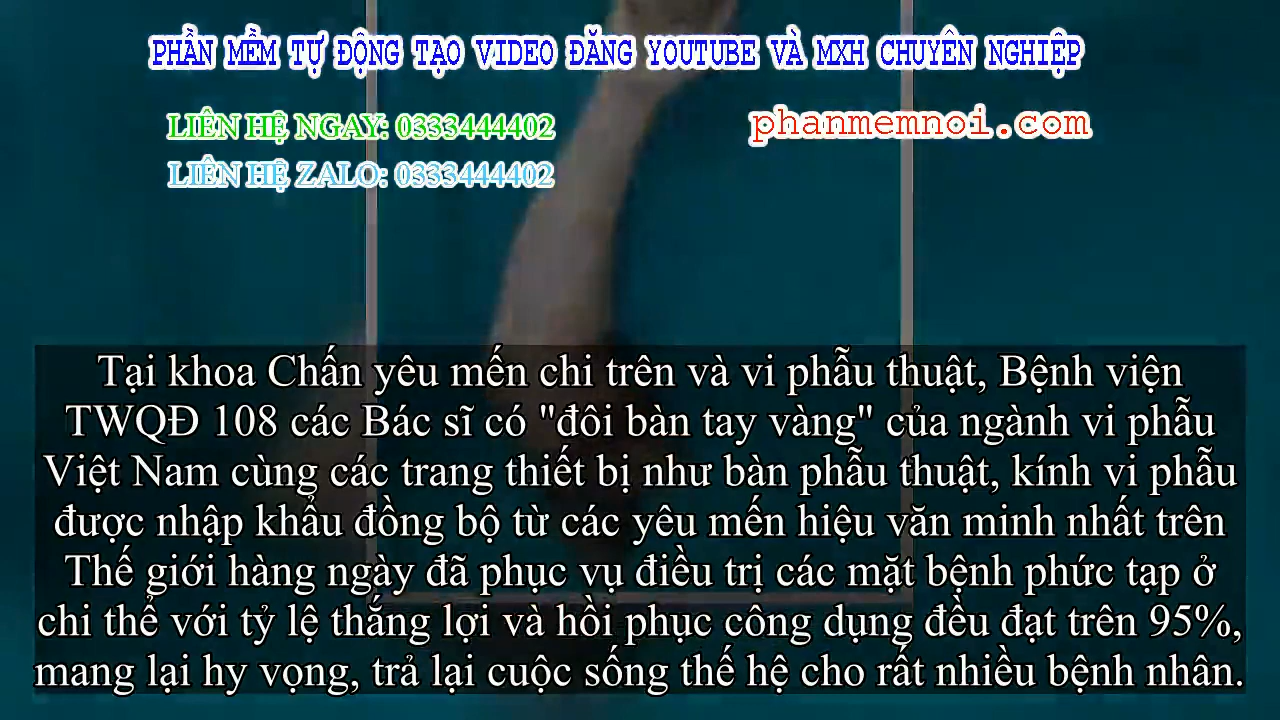 PHẦN MỀM TỰ ĐỘNG TẠO VIDEO ĐĂNG YOUTUBE VÀ MXH CHUYÊN NGHIỆP
LIÊN HỆ NGAY: 0333444402
phanmemnoi.com
LIÊN HỆ ZALO: 0333444402
Tại khoa Chấn yêu mến chi trên và vi phẫu thuật, Bệnh viện
TWQĐ 108 các Bác sĩ có "đôi bàn tay vàng" của ngành vi phẫu
Việt Nam cùng các trang thiết bị như bàn phẫu thuật, kính vi phẫu
được nhập khẩu đồng bộ từ các yêu mến hiệu văn minh nhất trên
Thế giới hàng ngày đã phục vụ điều trị các mặt bệnh phức tạp ở
chi thể với tỷ lệ thắng lợi và hồi phục công dụng đều đạt trên 95%,
mang lại hy vọng, trả lại cuộc sống thế hệ cho rất nhiều bệnh nhân.